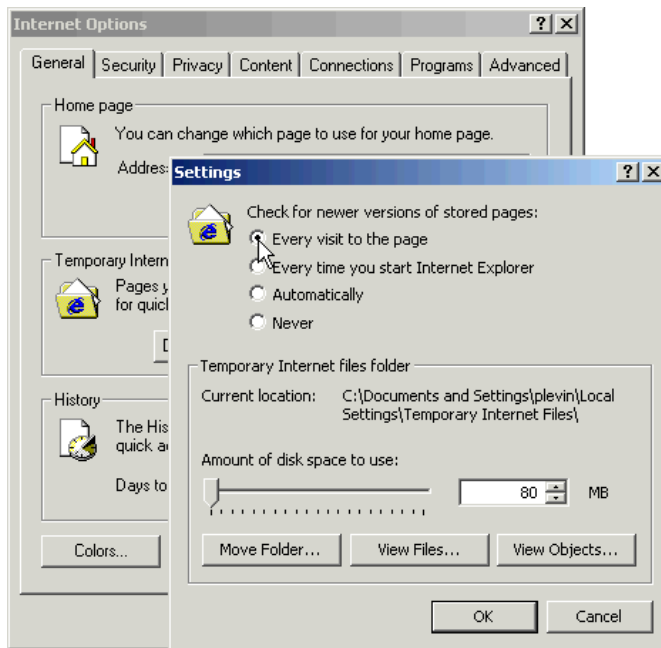 Internet Options
General Security Privacy Content Connections Programs Advanced
Home page
You can change which page to use for your home page.
Addres
Settings
Check for newer versions of stored pages:
Every visit to the page
Every time you start Internet Explorer
Automatically
Never
Temporary Intern
Pages y
for quicl
Temporary Internet files folder
Current location: C:\Documents and Settings\plevin\Local
Settings\Temporary Internet Files\
Amount of disk space to use:
80 MB
Move Folder... View Files... View Objects...
OK Cancel
History
The His
quick a
Days to
Colors...